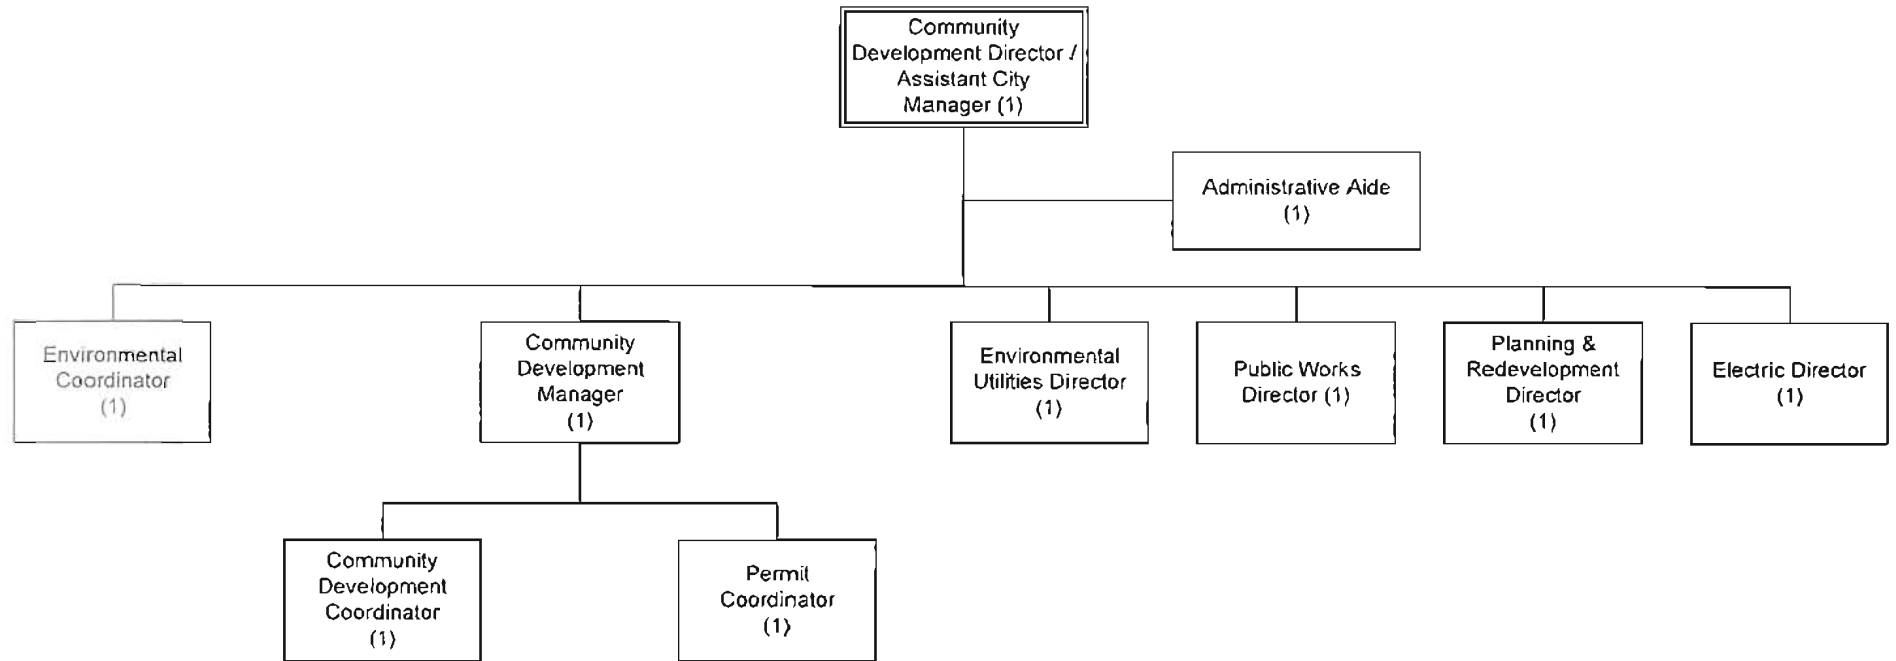 Community
Development Director /
Assistant City
Manager (1)
Administrative Aide
(1)
Environmental
Coordinator
(1)
Community
Development
Manager
(1)
Environmental
Utilities Director
(1)
Public Works
Director (1)
Planning &
Redevelopment
Director
(1)
Electric Director
(1)
Community
Development
Coordinator
(1)
Permit
Coordinator
(1)